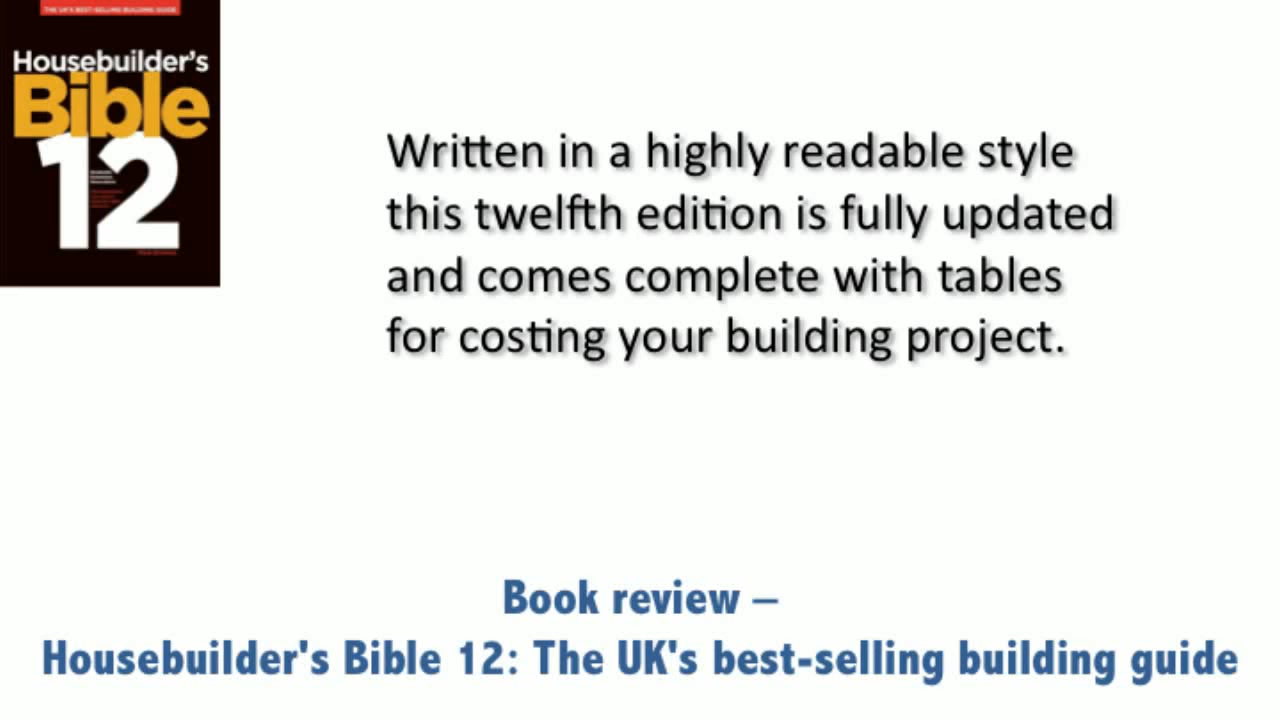 THE UK'S BEST-SELLING BUILDING GUIDE
Housebuilder's
Bible
12
Written in a highly readable style
this twelfth edition is fully updated
and comes complete with tables
for costing your building project.
Book review –
Housebuilder's Bible 12: The UK's best-selling building guide